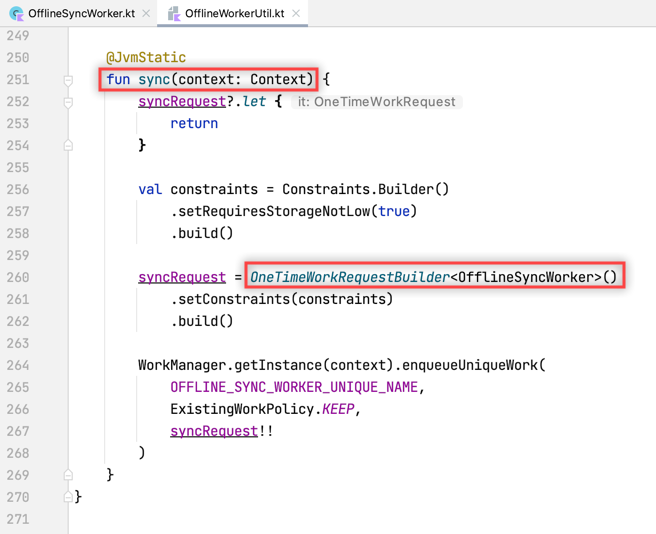 OfflineSyncWorker.kt × OfflineWorkerUtil.kt ×
249
250 @JvmStatic
251 fun sync(context: Context) {
252 syncRequest?.let { it: OneTimeWorkRequest
253 return
254 }
255
256 val constraints = Constraints.Builder()
257 .setRequiresStorageNotLow(true)
258 .build()
259
260 syncRequest = OneTimeWorkRequestBuilder<OfflineSyncWorker>()
261 .setConstraints(constraints)
262 .build()
263
264 WorkManager.getInstance(context).enqueueUniqueWork(
265 OFFLINE_SYNC_WORKER_UNIQUE_NAME,
266 ExistingWorkPolicy.KEEP,
267 syncRequest!!
268 )
269 }
270 }
271